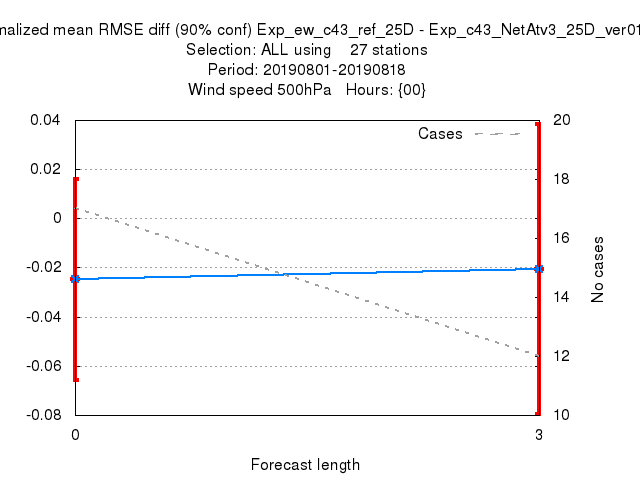 malized mean RMSE diff (90% conf) Exp_ew_c43_ref_25D - Exp_c43_NetAtv3_25D_ver01
Selection: ALL using 27 stations
Period: 20190801-20190818
Wind speed 500hPa Hours: {00}
Cases
0.04
0.02
0
-0.02
-0.04
-0.06
-0.08
20
18
16
14
12
10
No cases
0
3
Forecast length